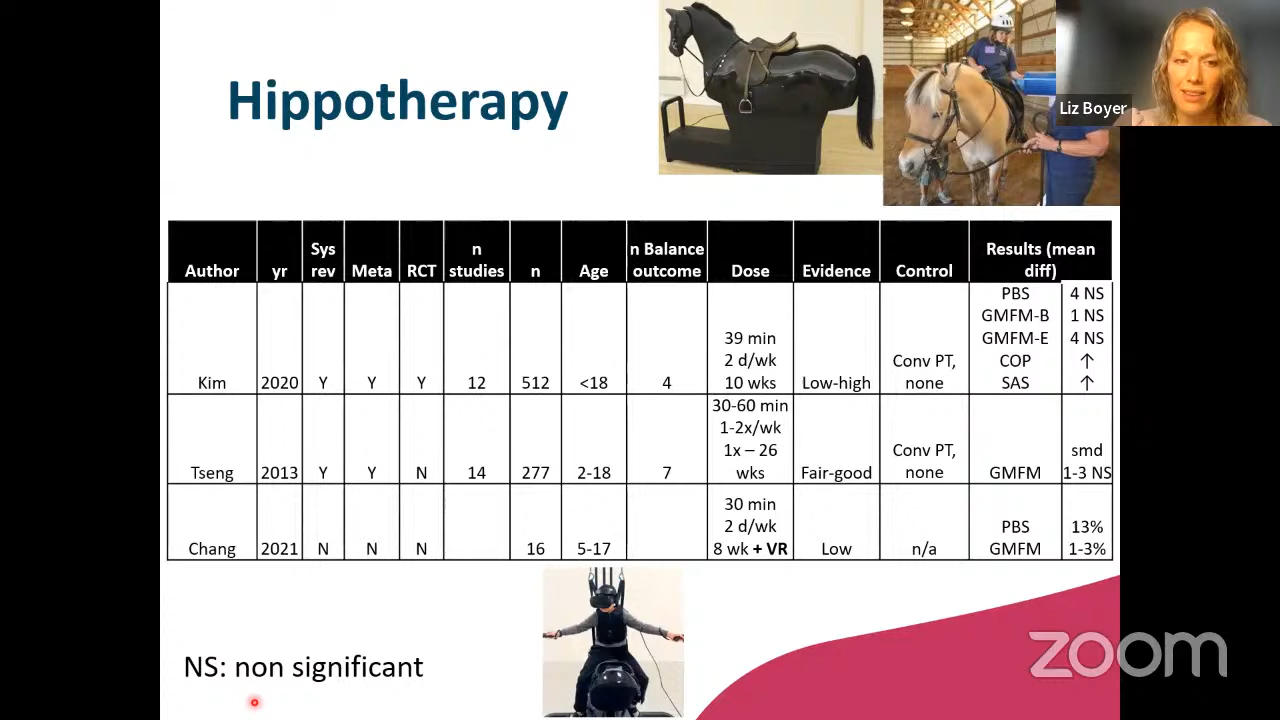 Hippotherapy
Liz Boyer
Author yr Sys rev Meta RCT n studies n Age n Balance outcome Dose Evidence Control Results (mean diff)
Kim 2020 Y Y Y 12 512 <18 4 39 min 2 d/wk 10 wks Low-high Conv PT, none
PBS 4 NS
GMFM-B 1 NS
GMFM-E 4 NS
COP ↑
SAS ↑
Tseng 2013 Y Y N 14 277 2-18 7 30-60 min 1-2x/wk 1x – 26 wks Fair-good Conv PT, none GMFM smd 1-3 NS
Chang 2021 N N N 16 5-17 30 min 2 d/wk 8 wk + VR Low n/a
PBS 13%
GMFM 1-3%
NS: non significant
zoom